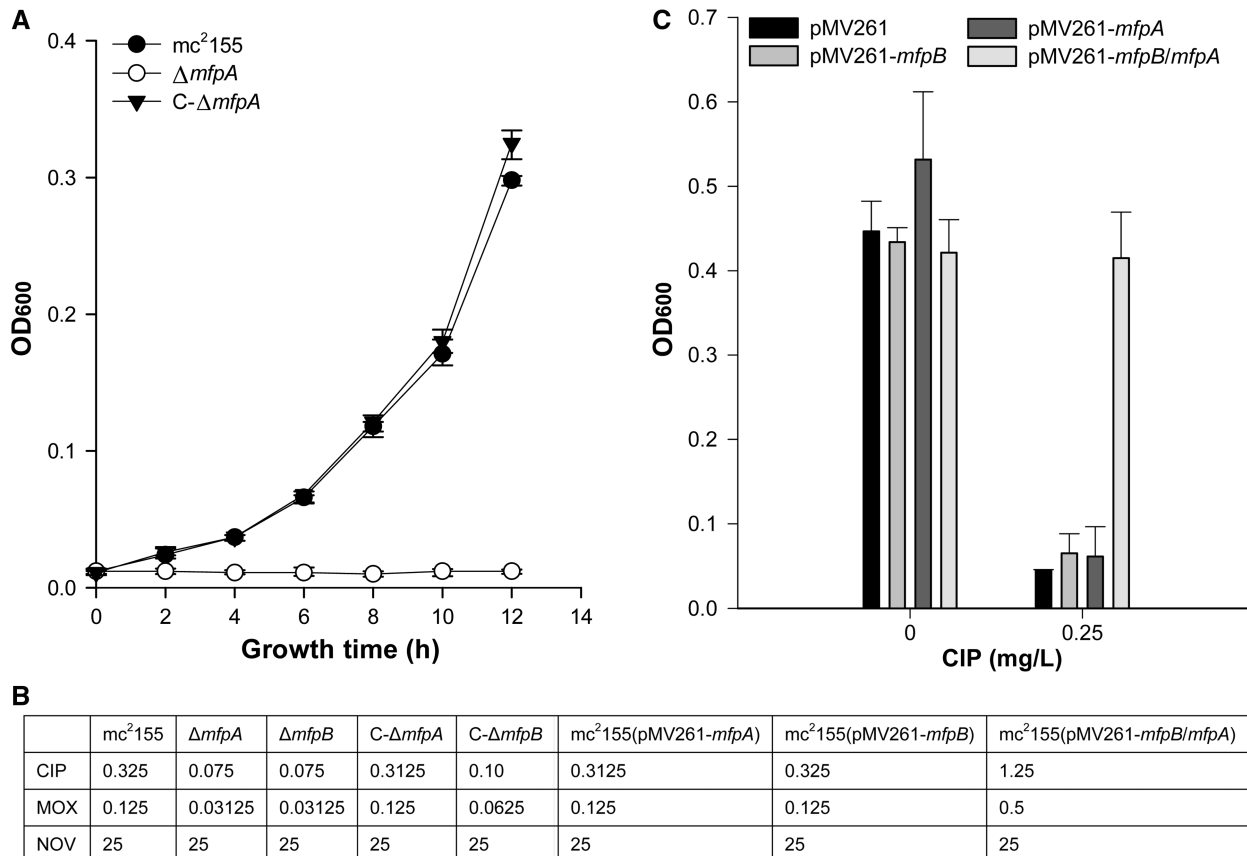 A
0.4
0.3
0.2
0.1
0.0
OD600
mc²155
ΔmfpA
C-ΔmfpA
0 2 4 6 8 10 12 14
Growth time (h)
C
0.7
0.6
0.5
0.4
0.3
0.2
0.1
0.0
OD600
pMV261 pMV261-mfpA
pMV261-mfpB pMV261-mfpB/mfpA
0 0.25
CIP (mg/L)
B
mc²155 ΔmfpA ΔmfpB C-ΔmfpA C-ΔmfpB mc²155(pMV261-mfpA) mc²155(pMV261-mfpB) mc²155(pMV261-mfpB/mfpA)
CIP 0.325 0.075 0.075 0.3125 0.10 0.3125 0.325 1.25
MOX 0.125 0.03125 0.03125 0.125 0.0625 0.125 0.125 0.5
NOV 25 25 25 25 25 25 25 25